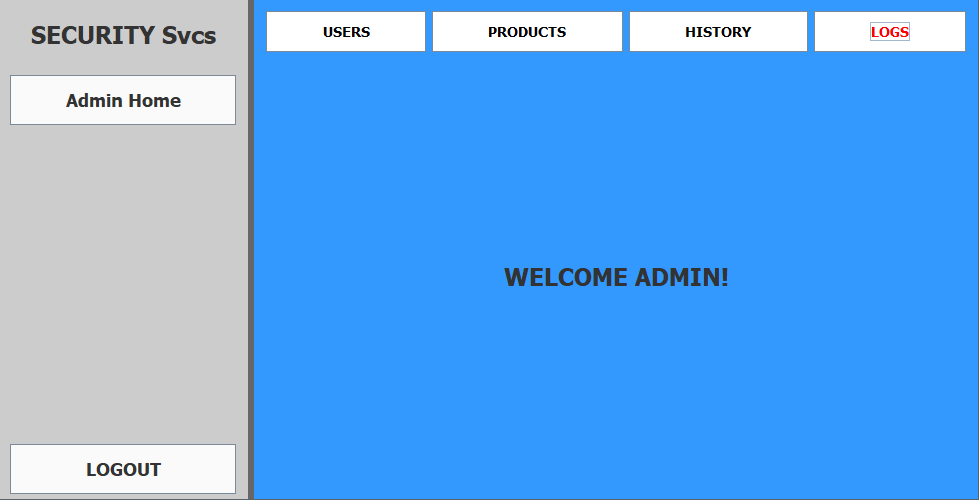 SECURITY Svcs
Admin Home
LOGOUT
USERS
PRODUCTS
HISTORY
LOGS
WELCOME ADMIN!